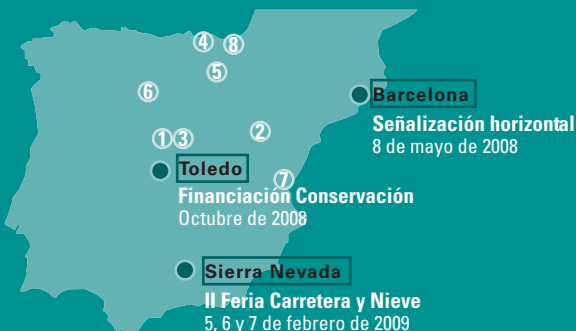 4 8
5
6
Barcelona
Señalización horizontal
8 de mayo de 2008
1 3 2
Toledo
7
Financiación Conservación
Octubre de 2008
Sierra Nevada
II Feria Carretera y Nieve
5, 6 y 7 de febrero de 2009